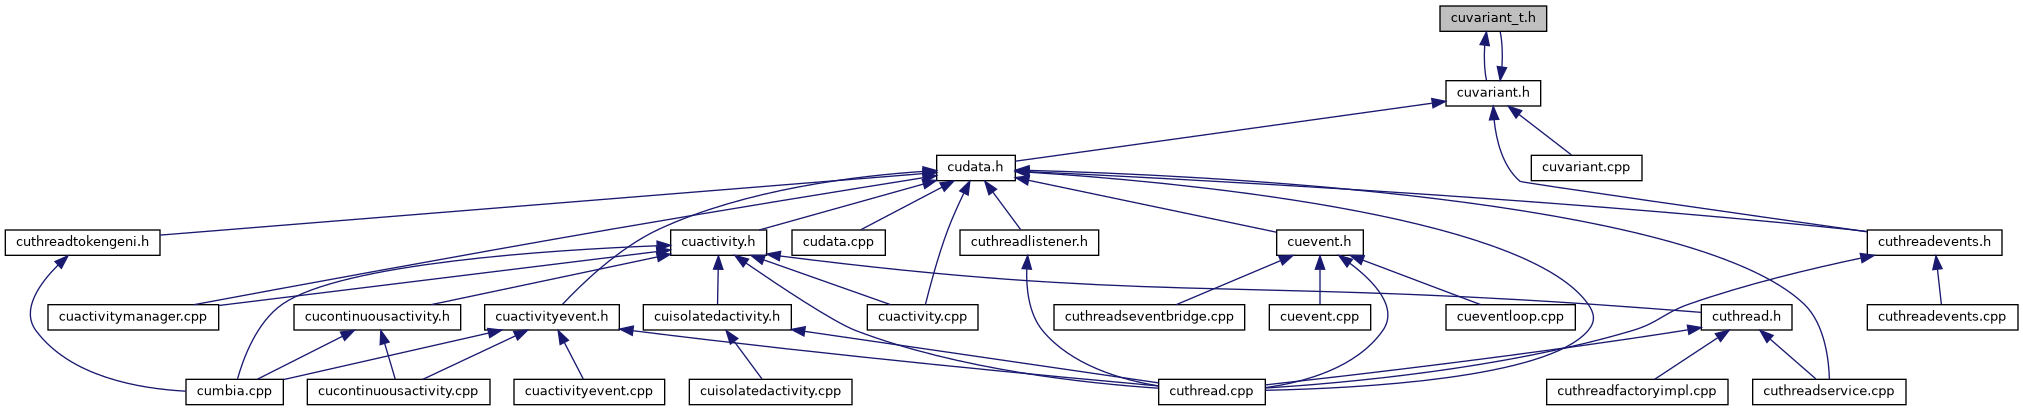 cuvariant_t.h
cuvariant.h
cudata.h
cuvariant.cpp
cuthreadtokengeni.h
cuactivity.h
cudata.cpp
cuthreadlistener.h
cuevent.h
cuthreadevents.h
cuactivitymanager.cpp
cucontinuousactivity.h
cuactivityevent.h
cuisolatedactivity.h
cuactivity.cpp
cuthreadseventbridge.cpp
cuevent.cpp
cueventloop.cpp
cuthread.h
cuthreadevents.cpp
cumbia.cpp
cucontinuousactivity.cpp
cuactivityevent.cpp
cuisolatedactivity.cpp
cuthread.cpp
cuthreadfactoryimpl.cpp
cuthreadservice.cpp